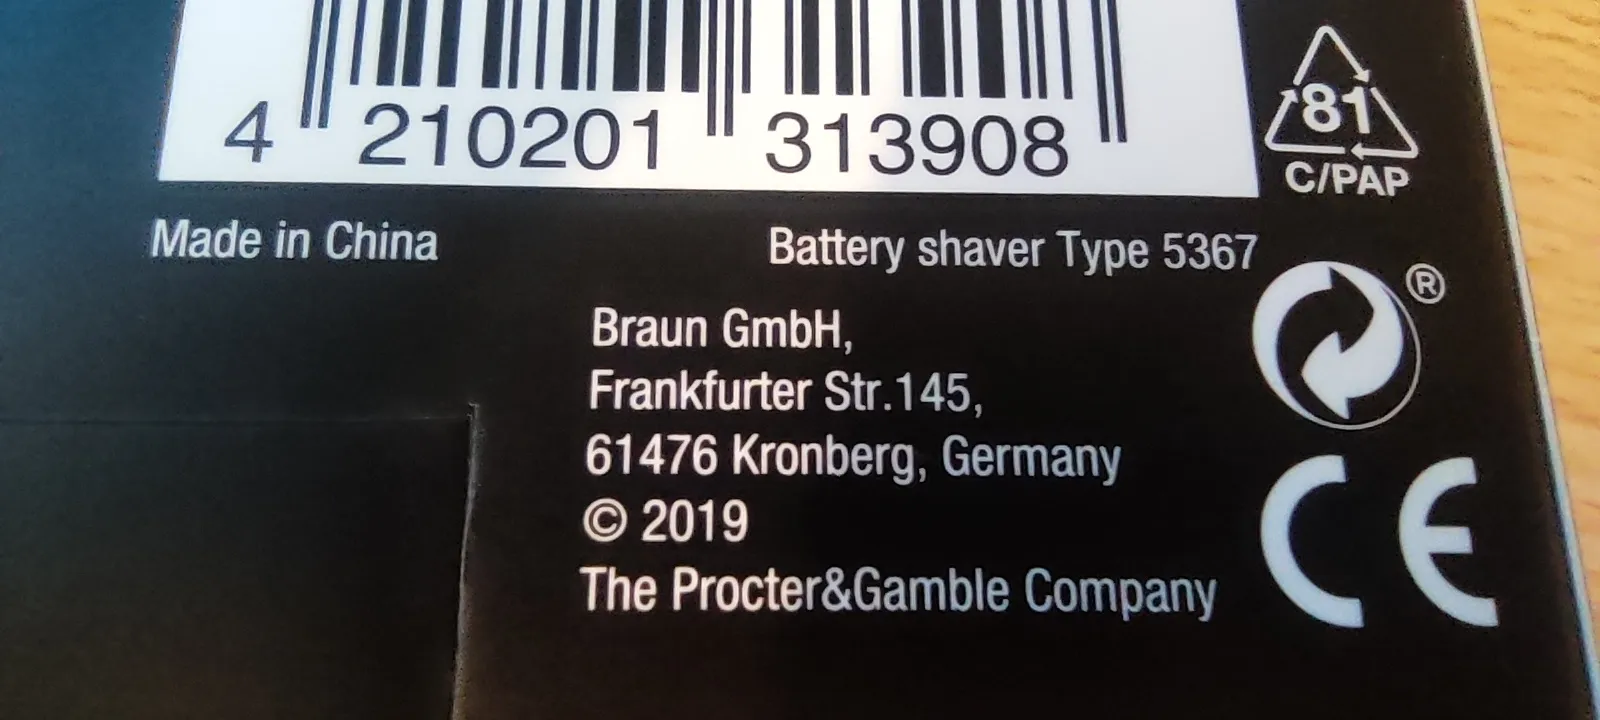 4 210201 313908
81
C/PAP
Made in China
Battery shaver Type 5367
®
Braun GmbH,
Frankfurter Str.145,
61476 Kronberg, Germany
© 2019
The Procter&Gamble Company
CE